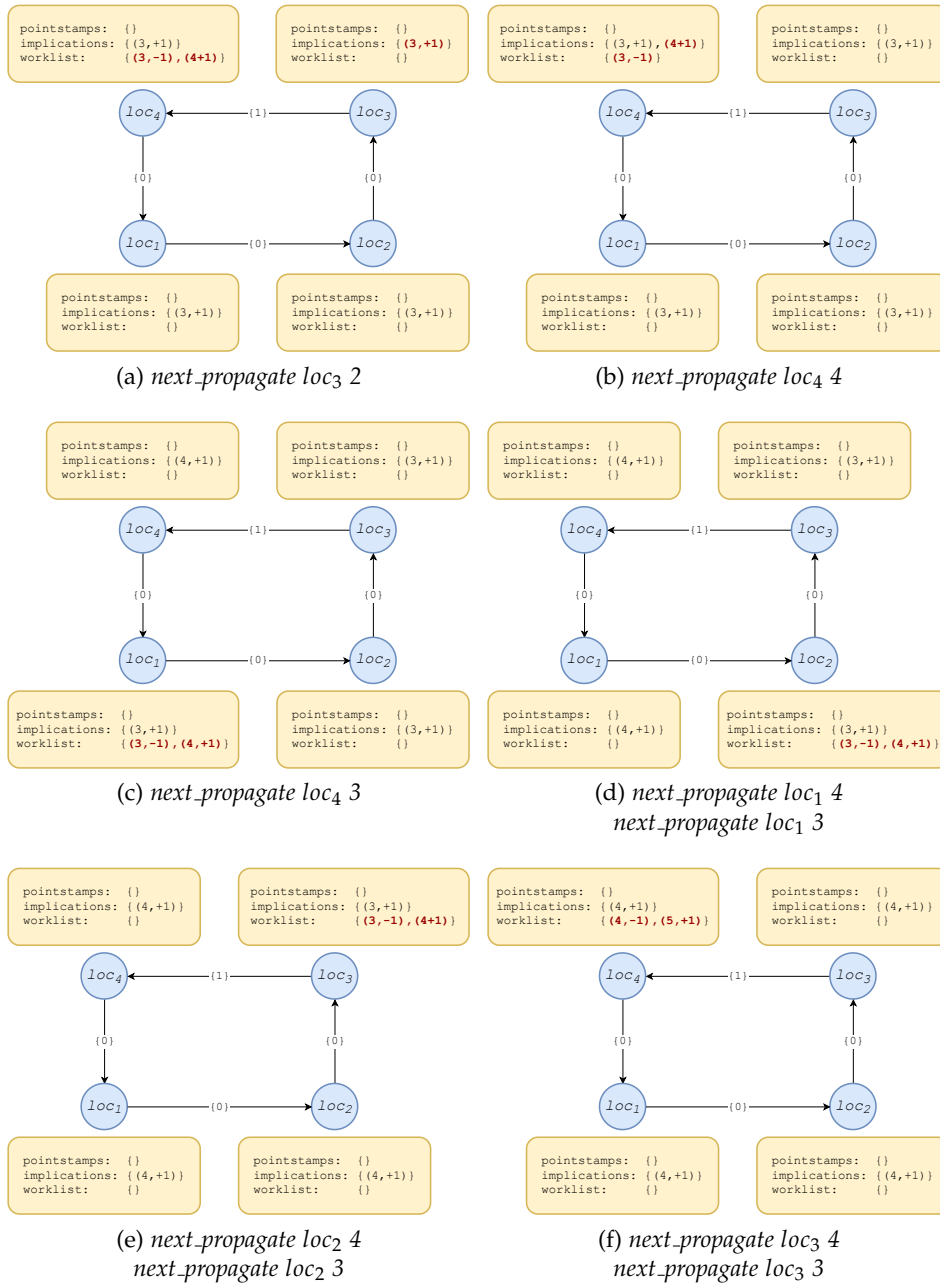 pointstamps: {}
implications: {(3,+1)}
worklist: {(3,-1),(4+1)}
pointstamps: {}
implications: {(3,+1)}
worklist: {}
loc4
{1}
loc3
{0}
{0}
loc1
{0}
loc2
pointstamps: {}
implications: {(3,+1)}
worklist: {}
pointstamps: {}
implications: {(3,+1)}
worklist: {}
(a) next_propagate loc3 2
pointstamps: {}
implications: {(3,+1),(4+1)}
worklist: {(3,-1)}
pointstamps: {}
implications: {(3,+1)}
worklist: {}
loc4
{1}
loc3
{0}
{0}
loc1
{0}
loc2
pointstamps: {}
implications: {(3,+1)}
worklist: {}
pointstamps: {}
implications: {(3,+1)}
worklist: {}
(b) next_propagate loc4 4
pointstamps: {}
implications: {(4,+1)}
worklist: {}
pointstamps: {}
implications: {(3,+1)}
worklist: {}
loc4
{1}
loc3
{0}
{0}
loc1
{0}
loc2
pointstamps: {}
implications: {(3,+1)}
worklist: {(3,-1),(4,+1)}
pointstamps: {}
implications: {(3,+1)}
worklist: {}
(c) next_propagate loc4 3
pointstamps: {}
implications: {(4,+1)}
worklist: {}
pointstamps: {}
implications: {(3,+1)}
worklist: {}
loc4
{1}
loc3
{0}
{0}
loc1
{0}
loc2
pointstamps: {}
implications: {(4,+1)}
worklist: {}
pointstamps: {}
implications: {(3,+1)}
worklist: {(3,-1),(4,+1)}
(d) next_propagate loc1 4
next_propagate loc1 3
pointstamps: {}
implications: {(4,+1)}
worklist: {}
pointstamps: {}
implications: {(3,+1)}
worklist: {(3,-1),(4+1)}
loc4
{1}
loc3
{0}
{0}
loc1
{0}
loc2
pointstamps: {}
implications: {(4,+1)}
worklist: {}
pointstamps: {}
implications: {(4,+1)}
worklist: {}
(e) next_propagate loc2 4
next_propagate loc2 3
pointstamps: {}
implications: {(4,+1)}
worklist: {(4,-1),(5,+1)}
pointstamps: {}
implications: {(4,+1)}
worklist: {}
loc4
{1}
loc3
{0}
{0}
loc1
{0}
loc2
pointstamps: {}
implications: {(4,+1)}
worklist: {}
pointstamps: {}
implications: {(4,+1)}
worklist: {}
(f) next_propagate loc3 4
next_propagate loc3 3